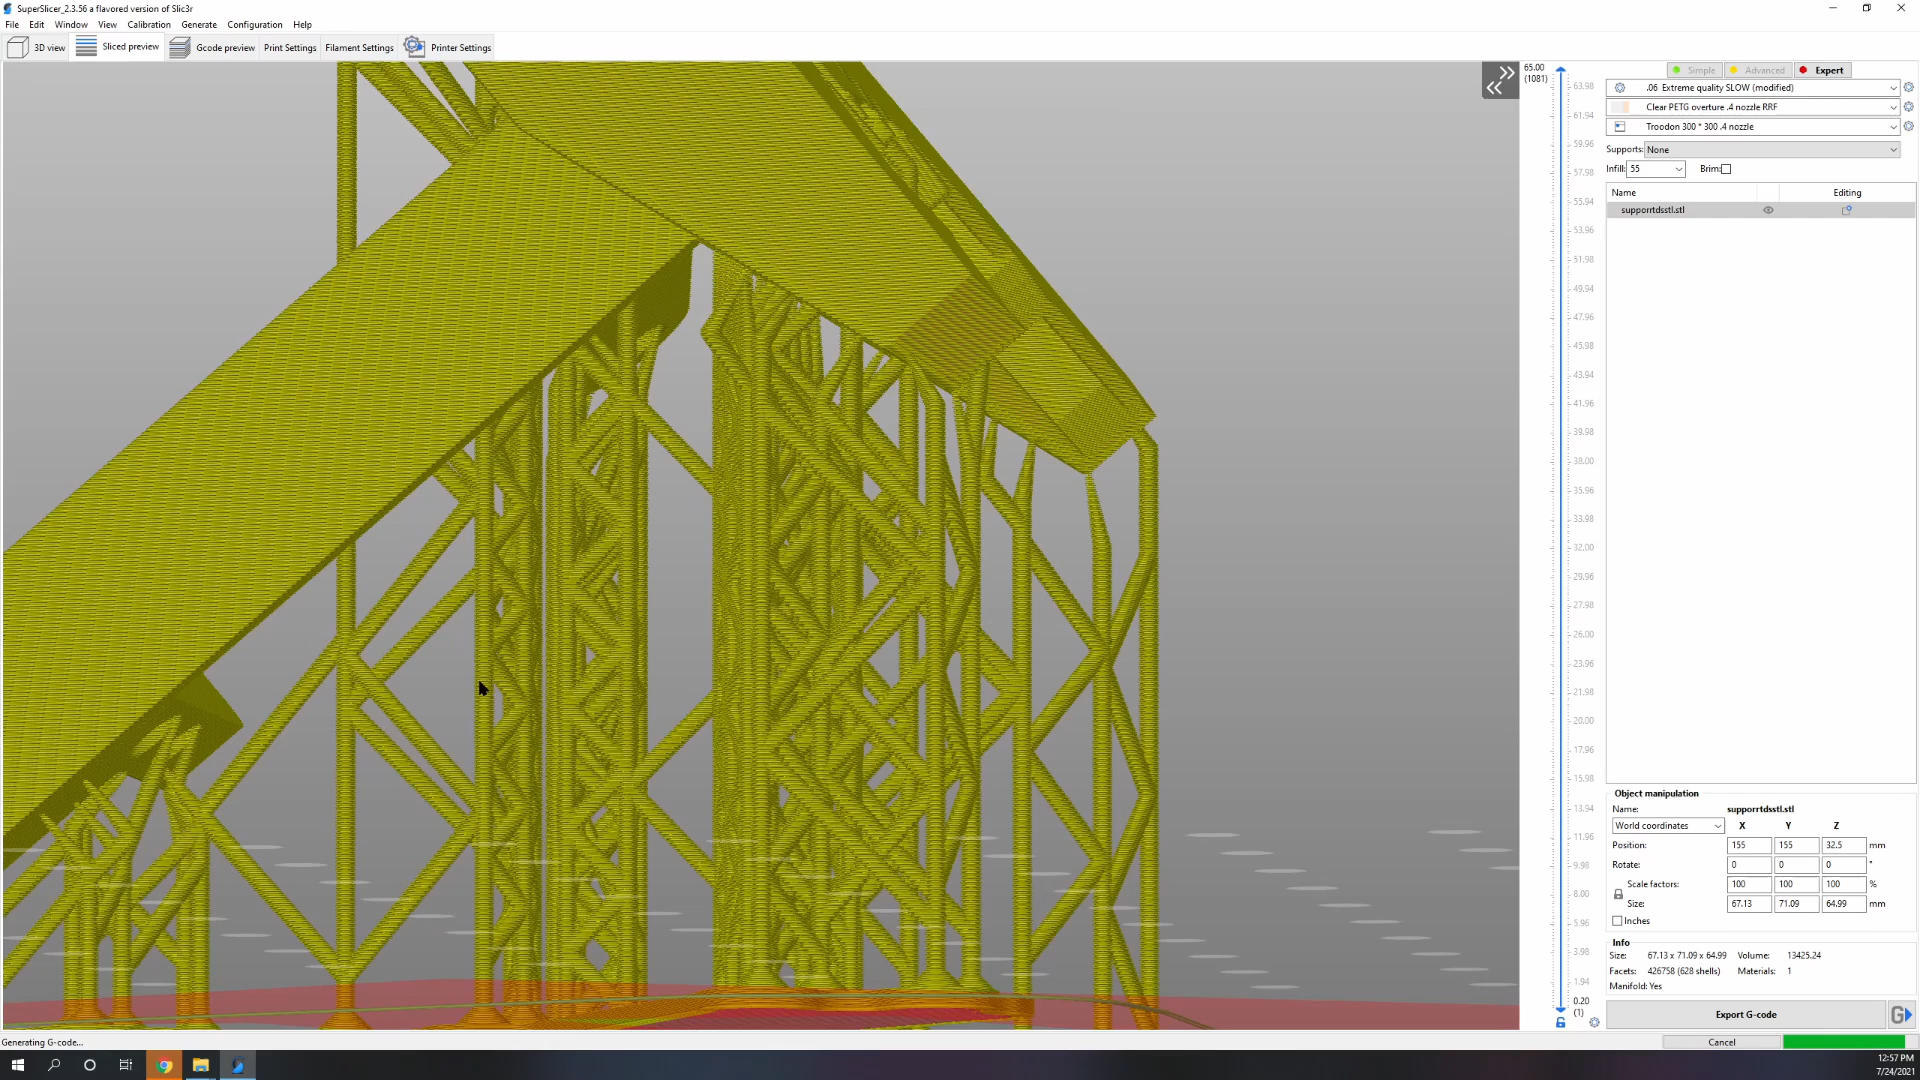 SuperSlicer_2.3.56 a flavored version of Slic3r
File Edit Window View Calibration Generate Configuration Help
3D view Sliced preview Gcode preview Print Settings Filament Settings Printer Settings
65.00
(1081)
63.98
61.94
59.96
57.98
55.94
53.96
51.98
49.94
47.96
45.98
43.94
41.96
39.98
38.00
35.96
33.98
32.00
29.96
27.98
26.00
23.96
21.98
20.00
17.96
15.98
13.94
11.96
9.98
8.00
5.96
3.98
1.94
0.20
(1)
Simple Advanced Expert
.06 Extreme quality SLOW (modified)
Clear PETG overture .4 nozzle RRF
Troodon 300 * 300 .4 nozzle
Supports: None
Infill: 55 Brim:
Name Editing
supporrtdsstl.stl
Object manipulation
Name: supporrtdsstl.stl
World coordinates X Y Z
Position: 155 155 32.5 mm
Rotate: 0 0 0 °
Scale factors: 100 100 100 %
Size: 67.13 71.09 64.99 mm
Inches
Info
Size: 67.13 x 71.09 x 64.99 Volume: 13425.24
Facets: 426758 (628 shells) Materials: 1
Manifold: Yes
Export G-code
G
Generating G-code... Cancel
12:57 PM
7/24/2021